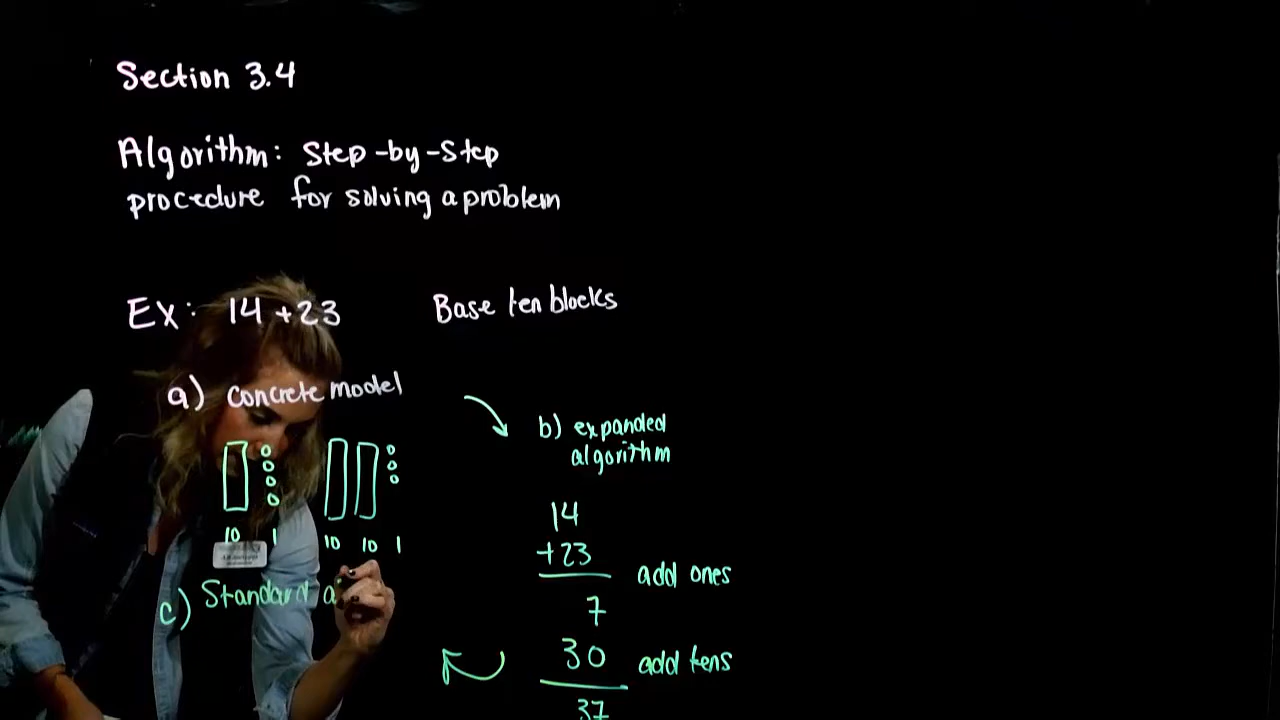 Section 3.4
Algorithm: Step-by-Step
procedure for solving a problem
Ex: 14 + 23
Base ten blocks
a) concrete model
10 1 10 10 1
b) expanded
algorithm
14
+23
7 add ones
30 add tens
37
c) Standard a